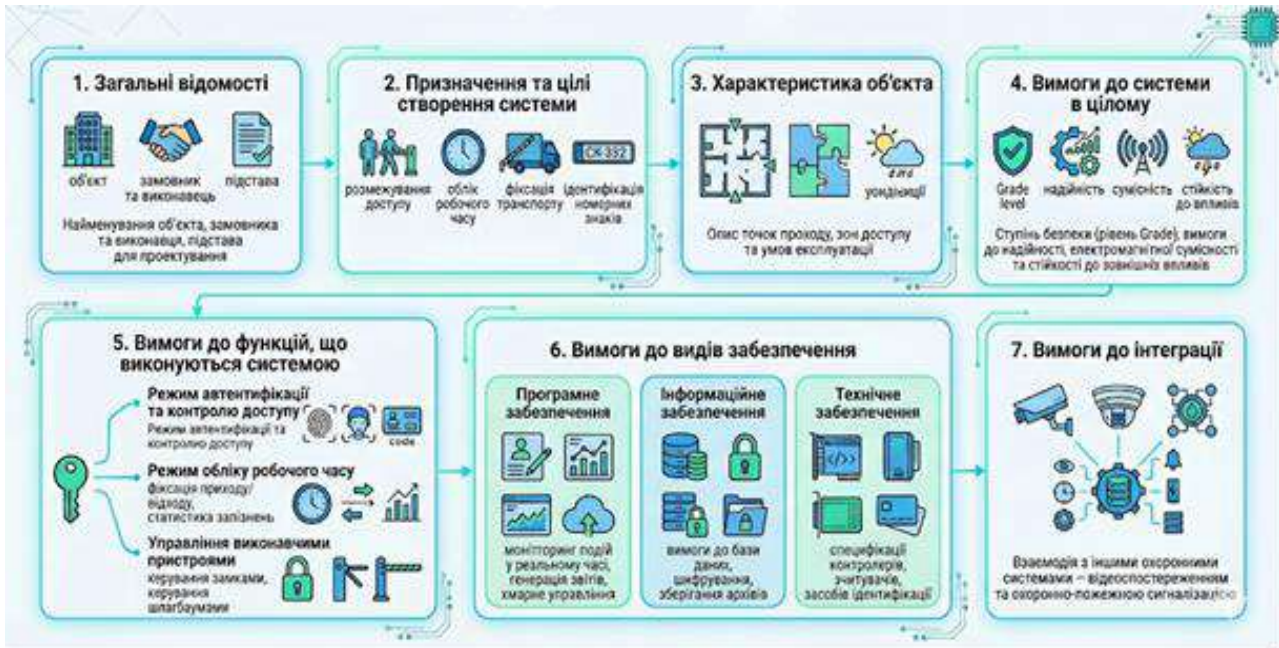 1. Загальні відомості
об'єкт
замовник
та виконавець
підстава
Найменування об'єкта, замовника
та виконавця, підстава
для проектування
2. Призначення та цілі
створення системи
розмежування
доступу
облік
робочого
часу
фіксація
транспорту
ідентифікація
номерних
знаків
3. Характеристика об'єкта
Опис точок проходу, зон доступу
та умов експлуатації
4. Вимоги до системи
в цілому
Grade
level
надійність
сумісність
стійкість
до впливів
Ступінь безпеки (рівень Grade), вимоги
до надійності, електромагнітної сумісності
та стійкості до зовнішніх впливів
5. Вимоги до функцій, що
виконуються системою
Режим автентифікації
та контролю доступу
Режим автентифікації та
контролю доступу
code
Режим обліку робочого часу
фіксація приходу/
відходу,
статистика запізнень
Управління виконавчими
пристроями
керування замками,
керування
шлагбаумами
6. Вимоги до видів забезпечення
Програмне
забезпечення
моніторинг подій
у реальному часі,
генерація звітів,
хмарне управління
Інформаційне
забезпечення
вимоги до бази
даних,
шифрування,
зберігання архівів
Технічне
забезпечення
специфікації
контролерів,
зчитувачів,
засобів ідентифікації
7. Вимоги до інтеграції
Взаємодія з іншими охоронними
системами – відеоспостереженням
та охоронно-пожежною сигналізацією